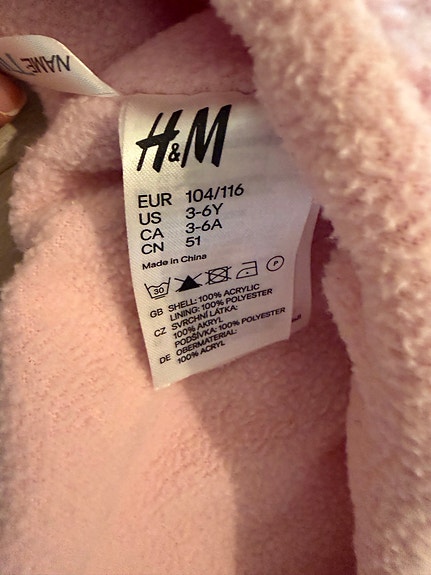 NAME
H&M
EUR 104/116
US 3-6Y
CA 3-6A
CN 51
Made in China
30 P
GB SHELL: 100% ACRYLIC
LINING: 100% POLYESTER
CZ SVRCHNÍ LÁTKA:
100% AKRYL
PODŠÍVKA: 100% POLYESTER
DE OBERMATERIAL:
100% ACRYL